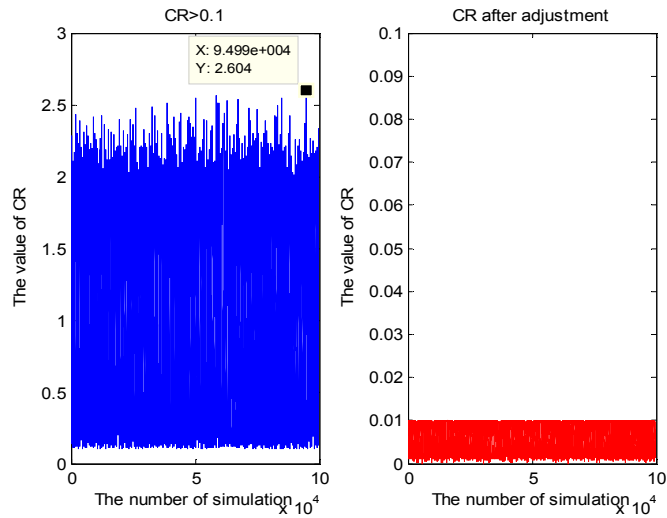 CR>0.1
X: 9.499e+004
Y: 2.604
The value of CR
3
2.5
2
1.5
1
0.5
0
0
5
10
The number of simulation
x 10^4
CR after adjustment
The value of CR
0.1
0.09
0.08
0.07
0.06
0.05
0.04
0.03
0.02
0.01
0
0
5
10
The number of simulation
x 10^4